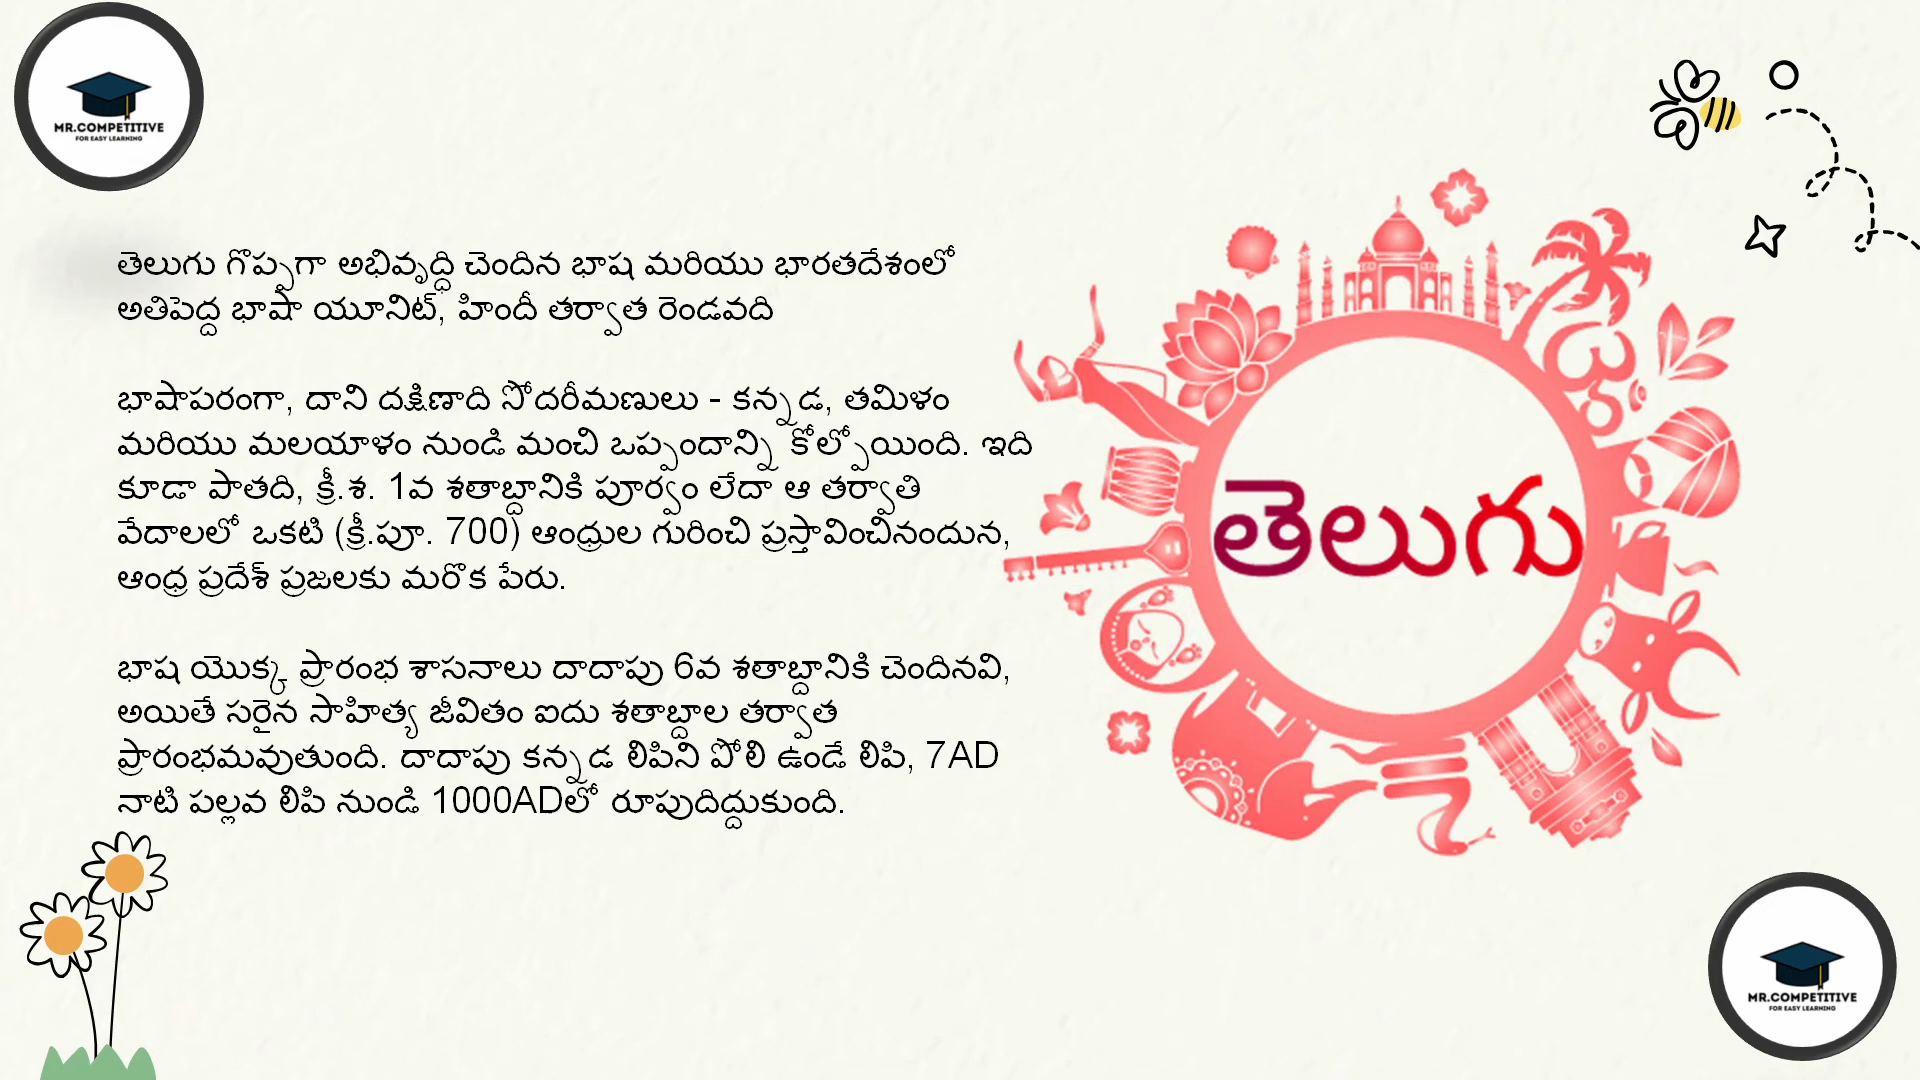 MR.COMPETITIVE
FOR EASY LEARNING
తెలుగు గొప్పగా అభివృద్ధి చెందిన భాష మరియు భారతదేశంలో
అతిపెద్ద భాషా యూనిట్, హిందీ తర్వాత రెండవది
భాషాపరంగా, దాని దక్షిణాది సోదరీమణులు - కన్నడ, తమిళం
మరియు మలయాళం నుండి మంచి ఒప్పందాన్ని కోల్పోయింది. ఇది
కూడా పాతది, క్రీ.శ. 1వ శతాబ్దానికి పూర్వం లేదా ఆ తర్వాతి
వేదాలలో ఒకటి (క్రీ.పూ. 700) ఆంధ్రుల గురించి ప్రస్తావించినందున,
ఆంధ్ర ప్రదేశ్ ప్రజలకు మరొక పేరు.
భాష యొక్క ప్రారంభ శాసనాలు దాదాపు 6వ శతాబ్దానికి చెందినవి,
అయితే సరైన సాహిత్య జీవితం ఐదు శతాబ్దాల తర్వాత
ప్రారంభమవుతుంది. దాదాపు కన్నడ లిపిని పోలి ఉండే లిపి, 7AD
నాటి పల్లవ లిపి నుండి 1000ADలో రూపుదిద్దుకుంది.
తెలుగు
MR.COMPETITIVE
FOR EASY LEARNING